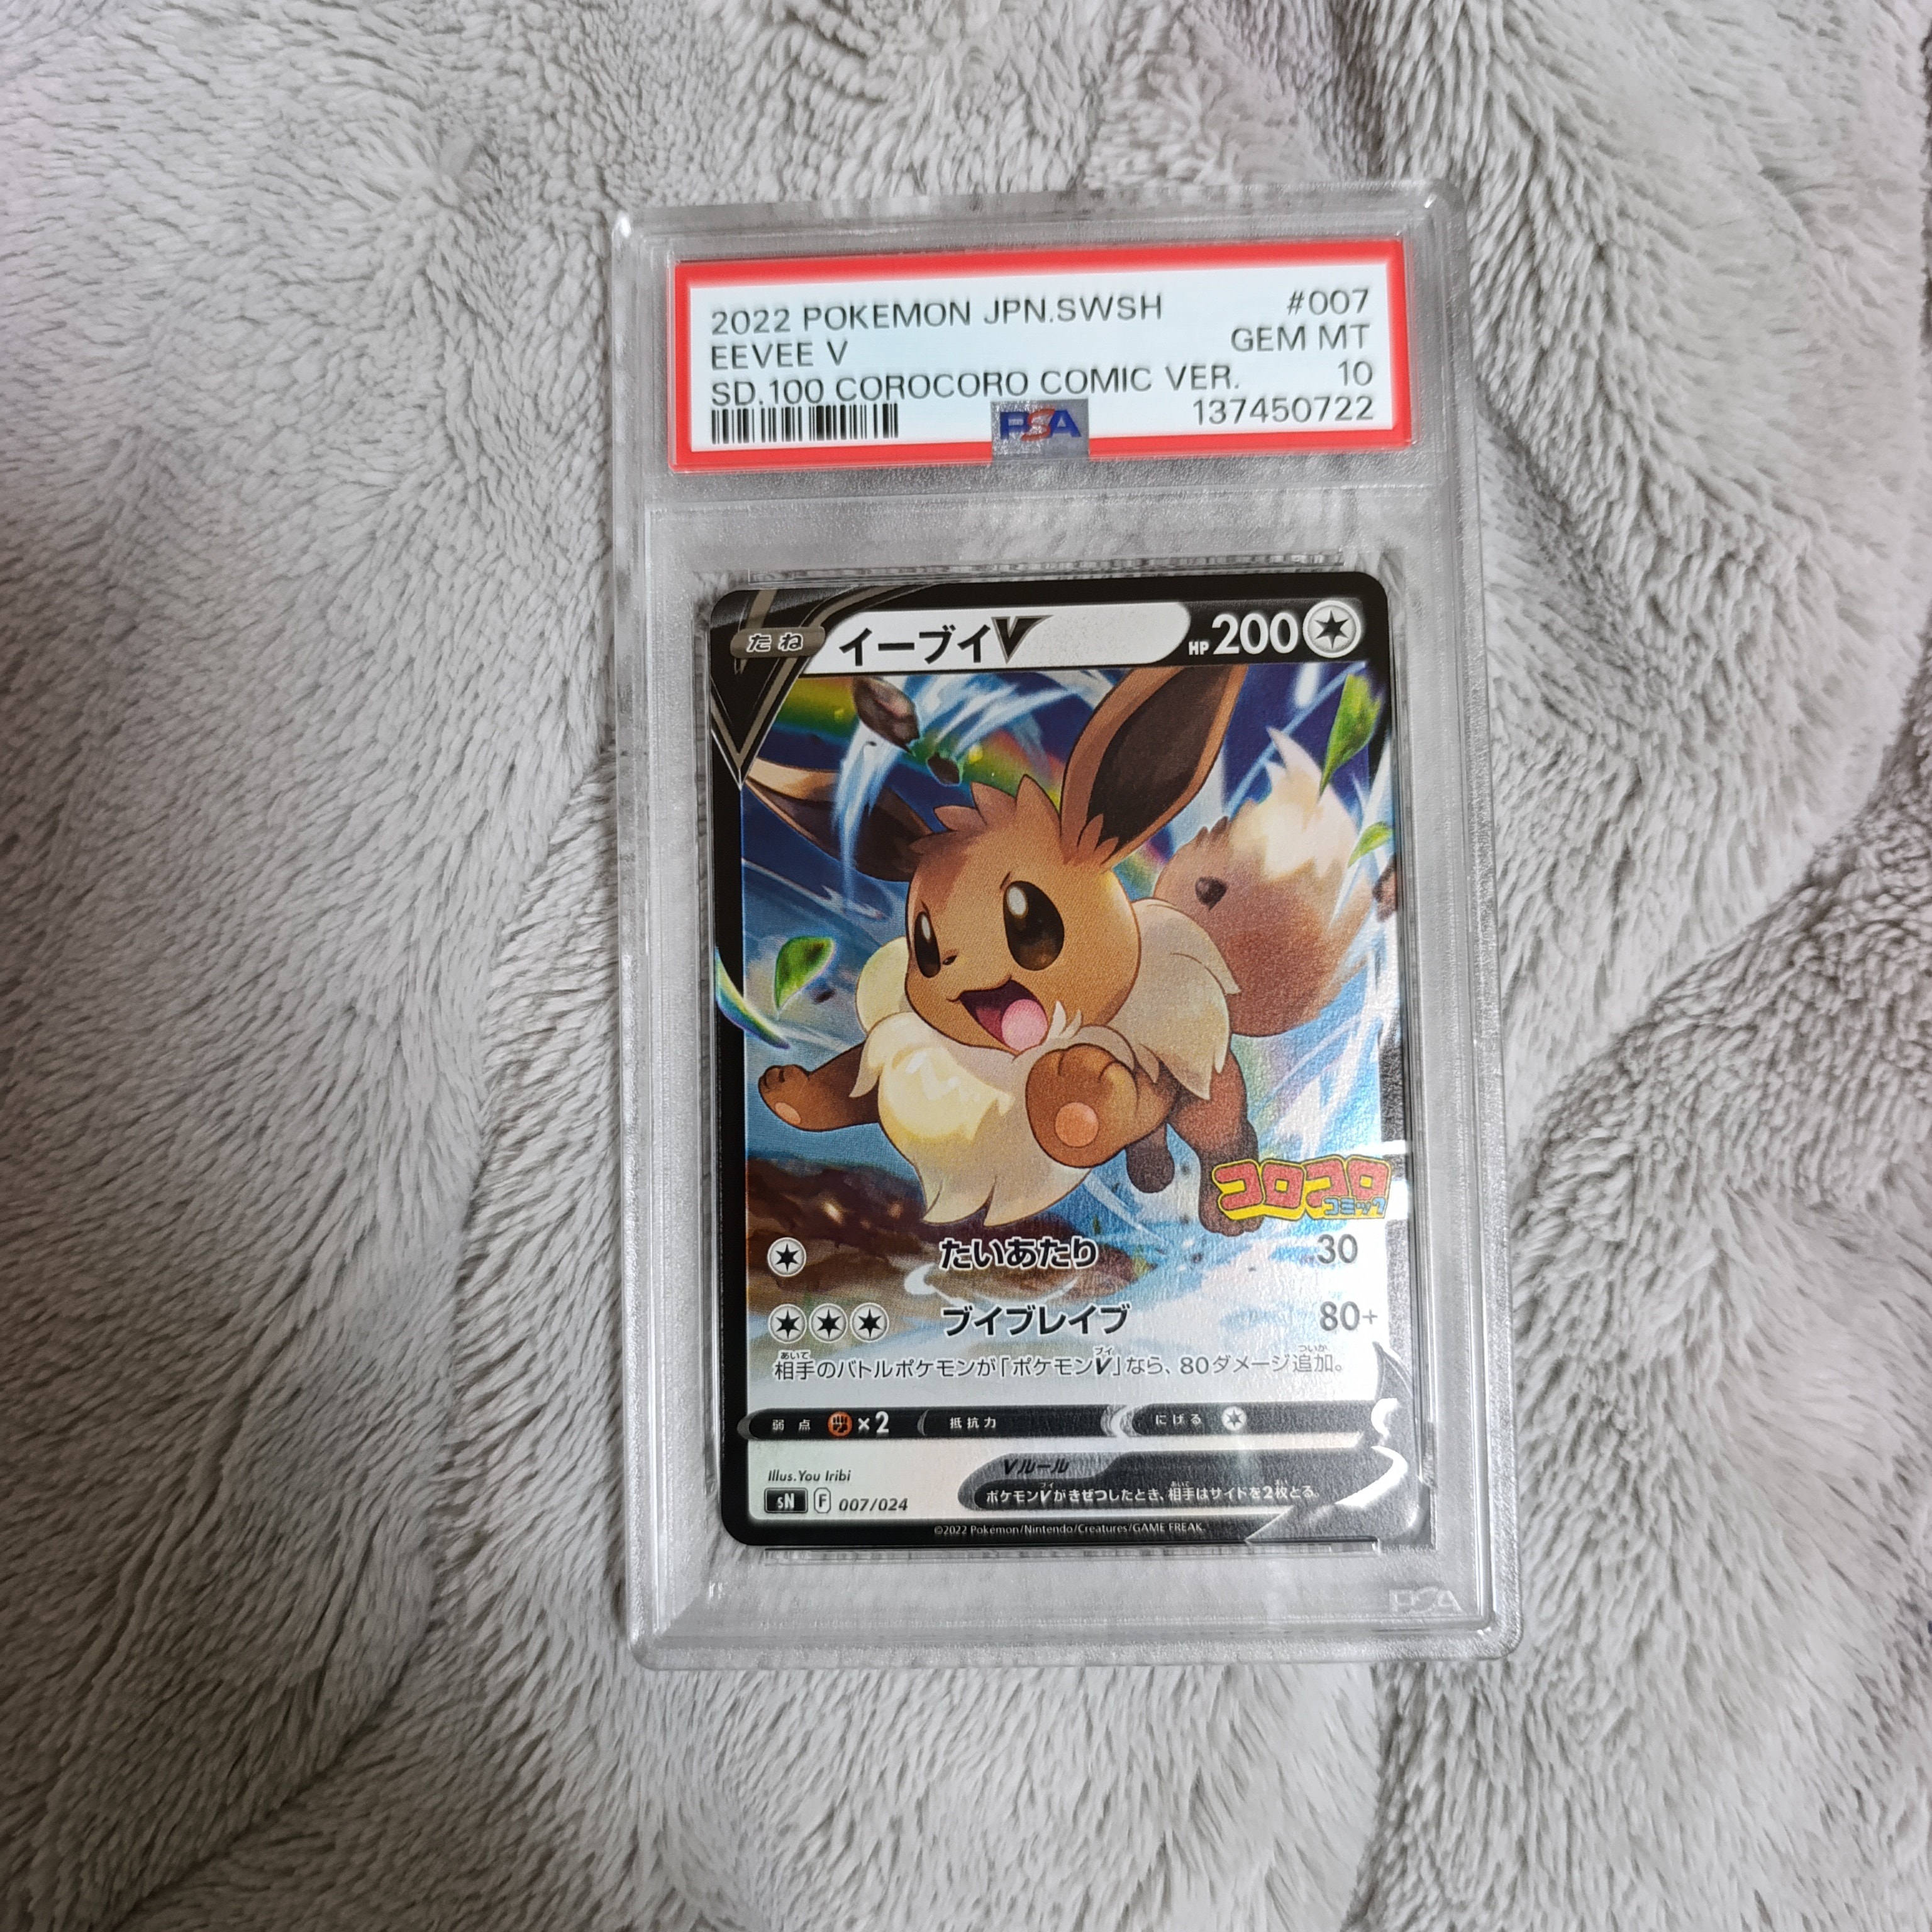 2022 POKEMON JPN.SWSH #007
EEVEE V GEM MT
SD.100 COROCORO COMIC VER. 10
PSA 137450722
たね イーブイV HP 200
コロコロ
コミック
たいあたり 30
ブイブレイブ 80+
相手のバトルポケモンが「ポケモンV」なら、80ダメージ追加。
弱点 ×2 抵抗力 にげる
Illus. You Iribi
Vルール
sN F 007/024
ポケモンVがきぜつしたとき、相手はサイドを2枚とる。
©2022 Pokémon/Nintendo/Creatures/GAME FREAK.
PSA